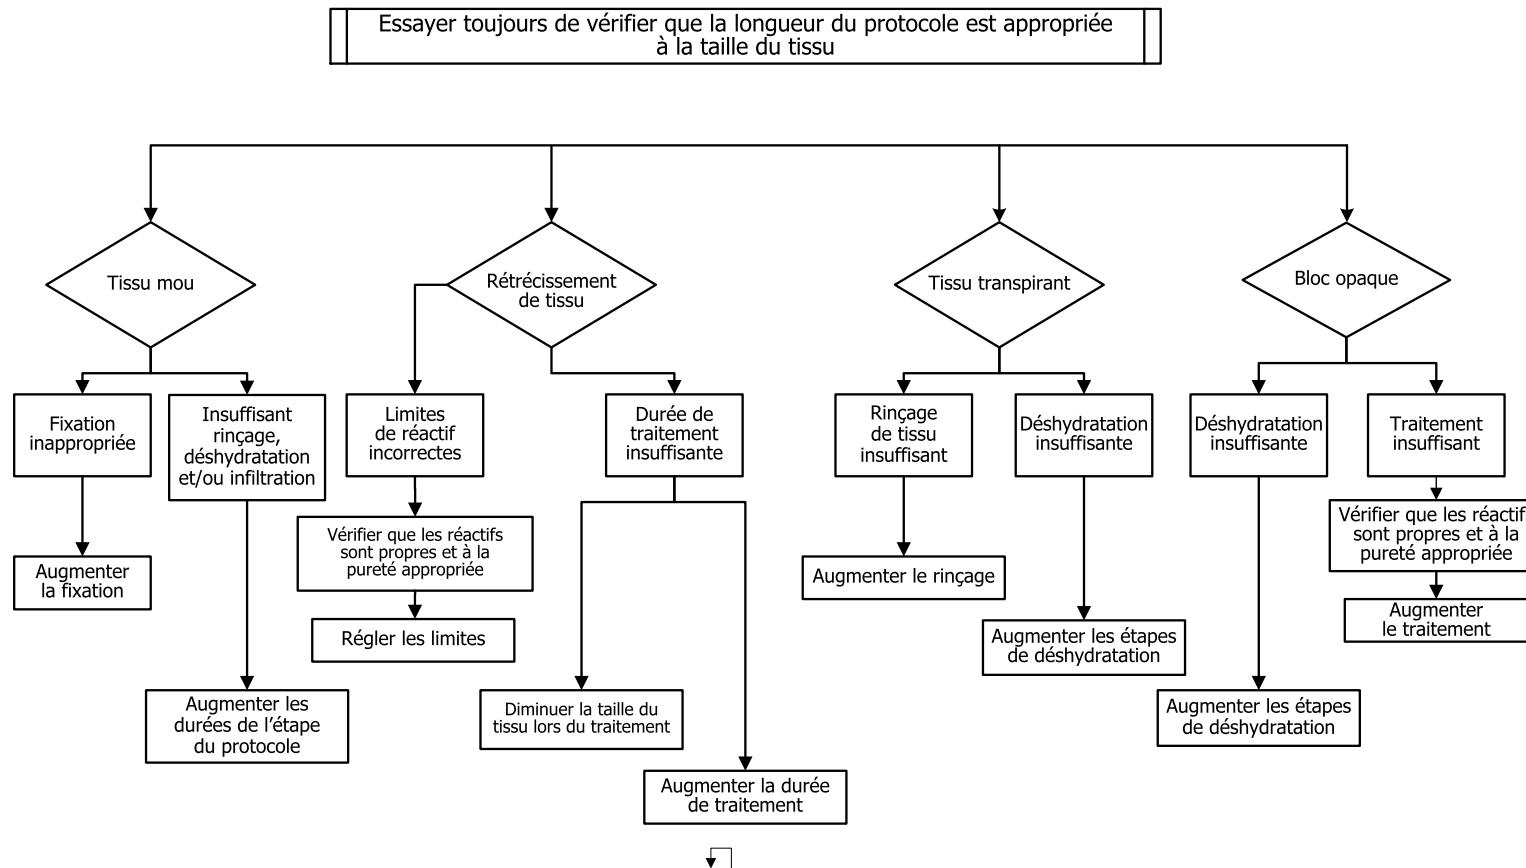 Essayer toujours de vérifier que la longueur du protocole est appropriée
à la taille du tissu
Tissu mou
Rétrécissement
de tissu
Tissu transpirant
Bloc opaque
Fixation
inappropriée
Insuffisant
rinçage,
déshydratation
et/ou infiltration
Limites
de réactif
incorrectes
Durée de
traitement
insuffisante
Rinçage
de tissu
insuffisant
Déshydratation
insuffisante
Déshydratation
insuffisante
Traitement
insuffisant
Augmenter
la fixation
Vérifier que les réactifs
sont propres et à la
pureté appropriée
Augmenter le rinçage
Vérifier que les réactifs
sont propres et à la
pureté appropriée
Régler les limites
Augmenter les étapes
de déshydratation
Augmenter
le traitement
Augmenter les
durées de l’étape
du protocole
Diminuer la taille du
tissu lors du traitement
Augmenter les étapes
de déshydratation
Augmenter la durée
de traitement